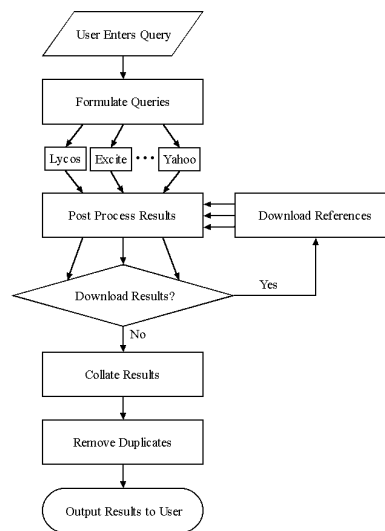 User Enters Query
Formulate Queries
Lycos Excite ••• Yahoo
Post Process Results Download References
Download Results? Yes
No
Collate Results
Remove Duplicates
Output Results to User